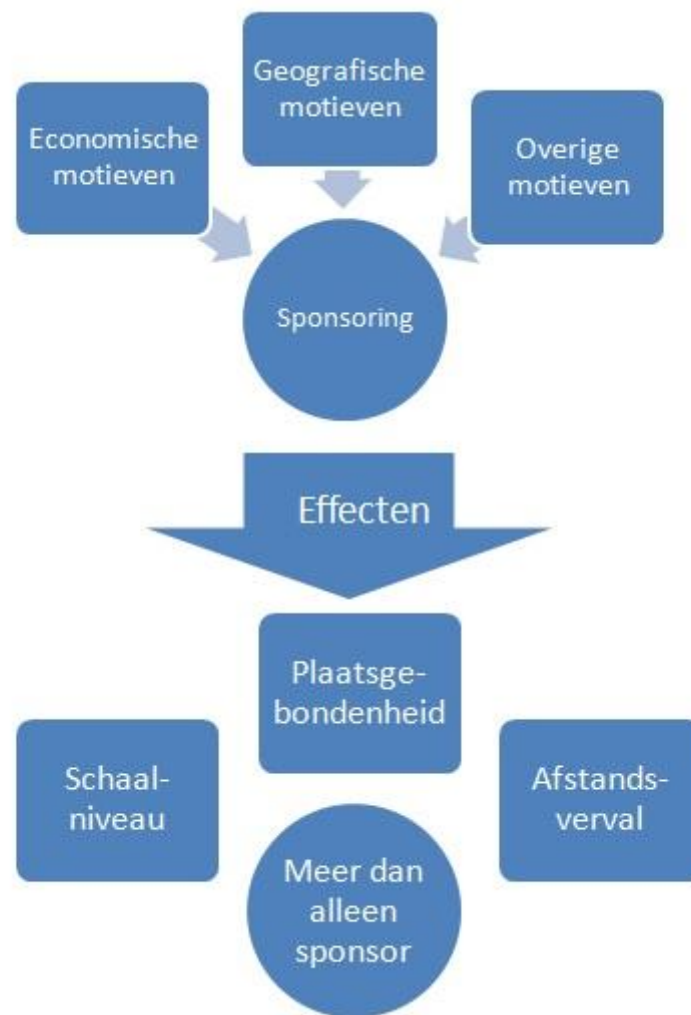 Geografische
motieven
Economische
motieven
Overige
motieven
Sponsoring
Effecten
Plaatsge-
bondenheid
Schaal-
niveau
Afstands-
verval
Meer dan
alleen
sponsor